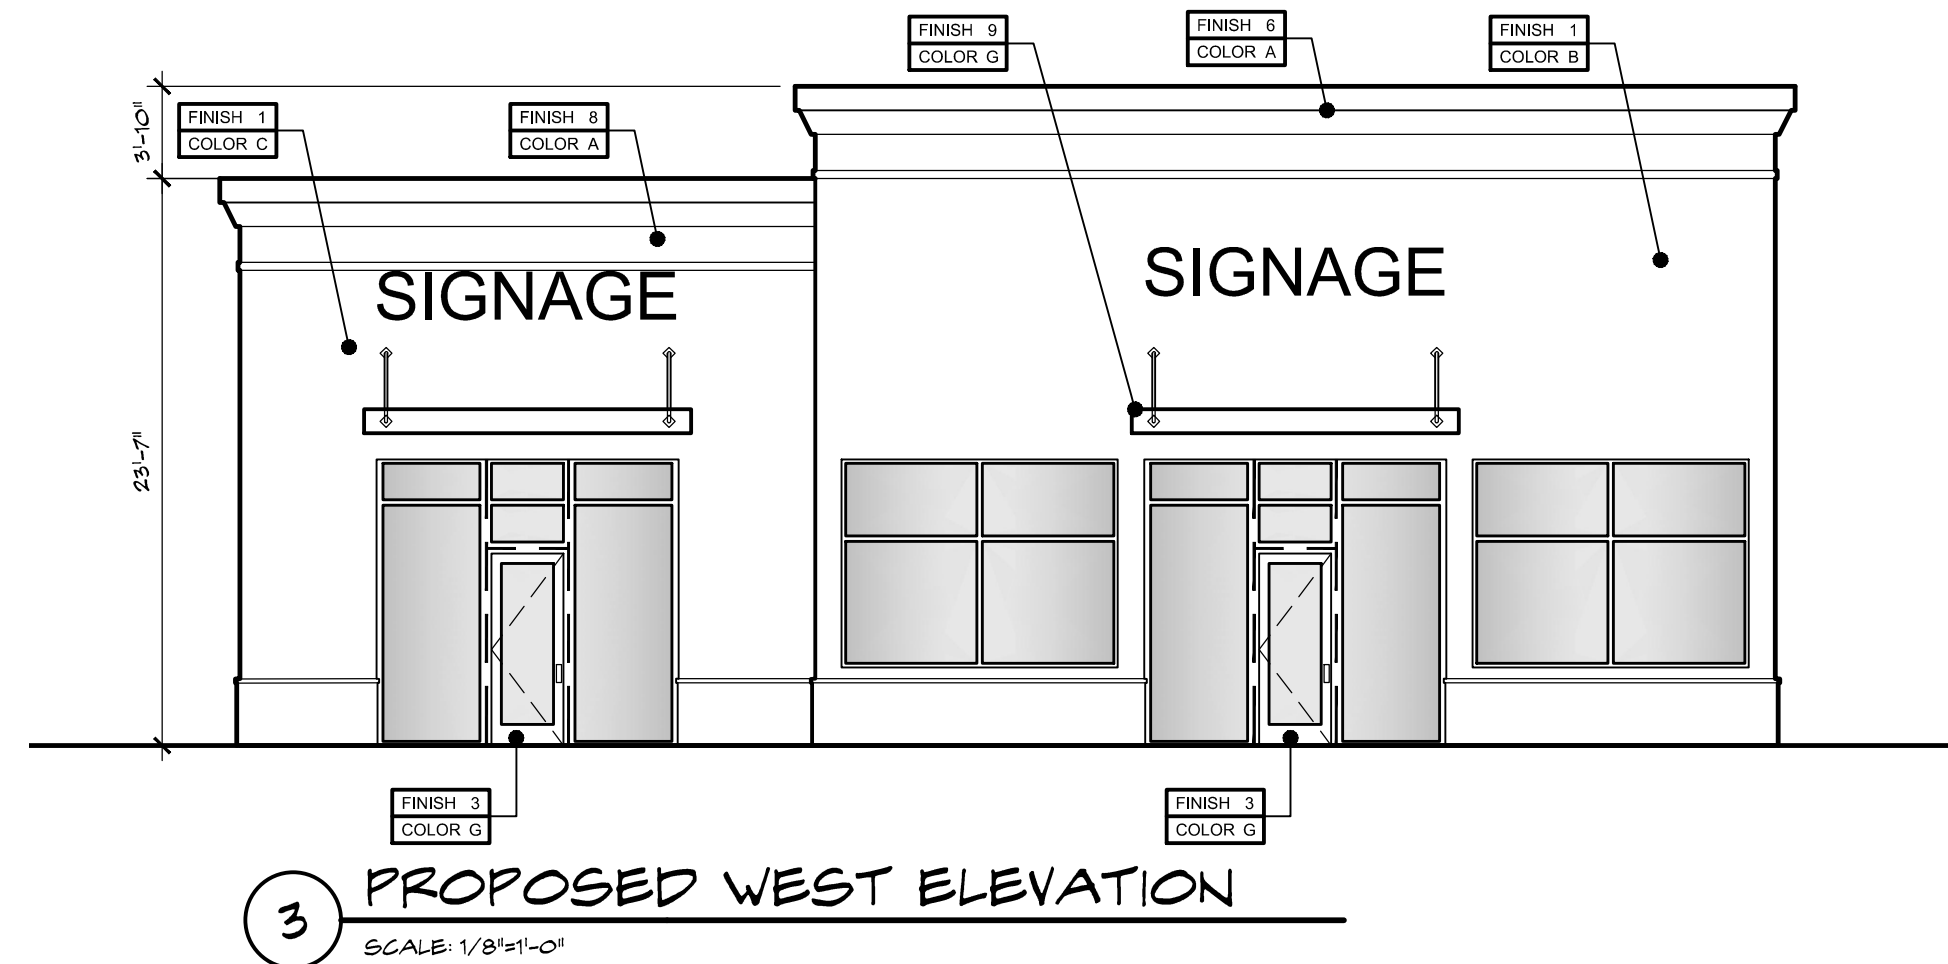 FINISH 9
COLOR G
FINISH 6
COLOR A
FINISH 1
COLOR B
3'-10"
FINISH 1
COLOR C
FINISH 8
COLOR A
SIGNAGE
SIGNAGE
23'-7"
FINISH 3
COLOR G
FINISH 3
COLOR G
3
PROPOSED WEST ELEVATION
SCALE: 1/8"=1'-0"